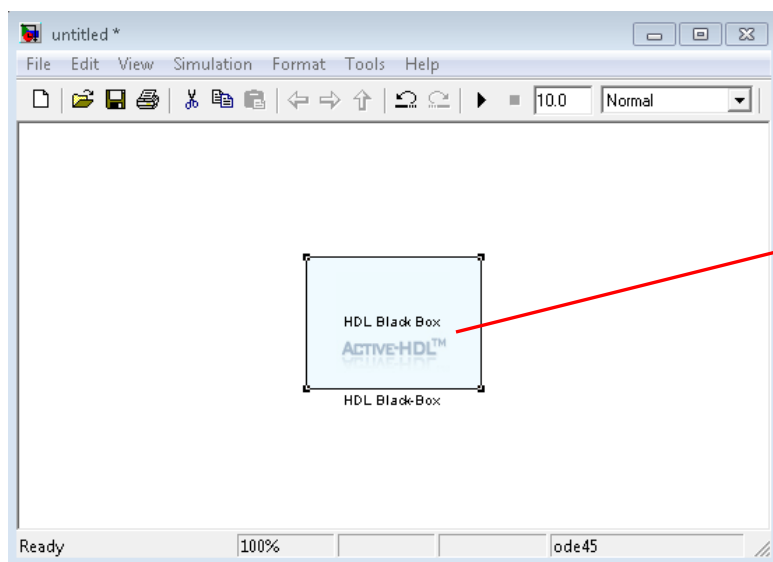 untitled *
File Edit View Simulation Format Tools Help
10.0 Normal
HDL Black Box
ACTIVE-HDL™
HDL Black-Box
Ready 100% ode45